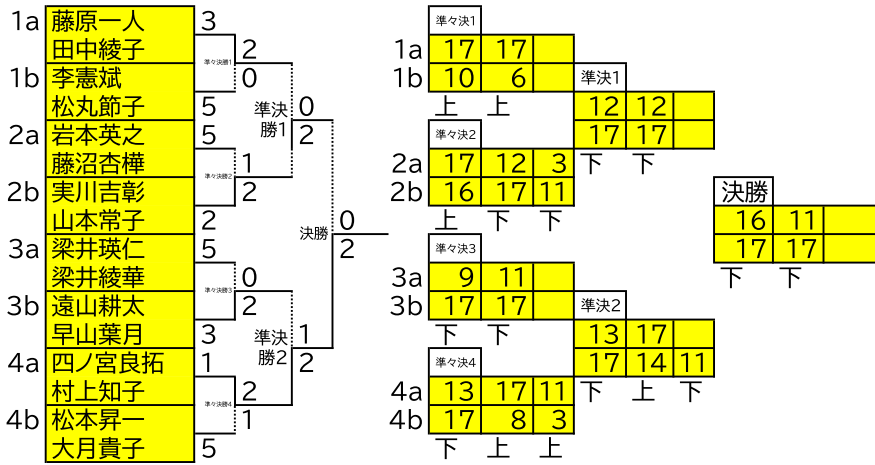 1a 藤原一人 3
田中綾子
準々決勝1 2
1b 李憲斌 0
松丸節子 5
準決勝1 0
2
2a 岩本英之 5
藤沼杏樺
準々決勝2 1
2b 実川吉彰 2
山本常子 2
決勝 0
2
3a 梁井瑛仁 5
梁井綾華
準々決勝3 0
3b 遠山耕太 2
早山葉月 3
準決勝2 1
2
4a 四ノ宮良拓 1
村上知子
準々決勝4 2
4b 松本昇一 1
大月貴子 5
準々決1
1a 17 17
1b 10 6
上 上
準決1
12 12
17 17
下 下
準々決2
2a 17 12 3
2b 16 17 11
上 下 下
決勝
16 11
17 17
下 下
準々決3
3a 9 11
3b 17 17
下 下
準決2
13 17
17 14 11
下 上 下
準々決4
4a 13 17 11
4b 17 8 3
下 上 上